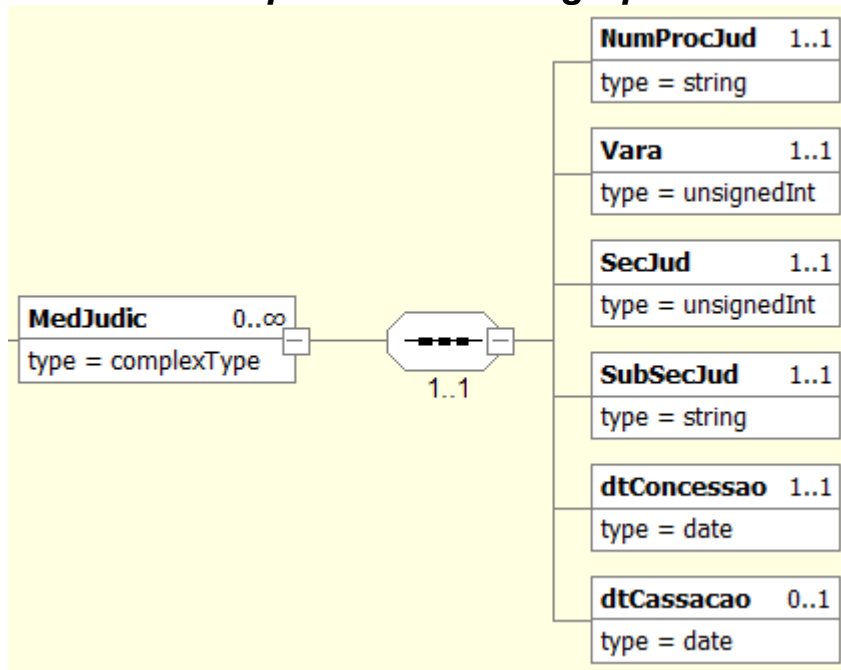 NumProcJud 1..1
type = string
Vara 1..1
type = unsignedInt
SecJud 1..1
type = unsignedInt
MedJudic 0..∞
type = complexType
1..1
SubSecJud 1..1
type = string
dtConcessao 1..1
type = date
dtCassacao 0..1
type = date